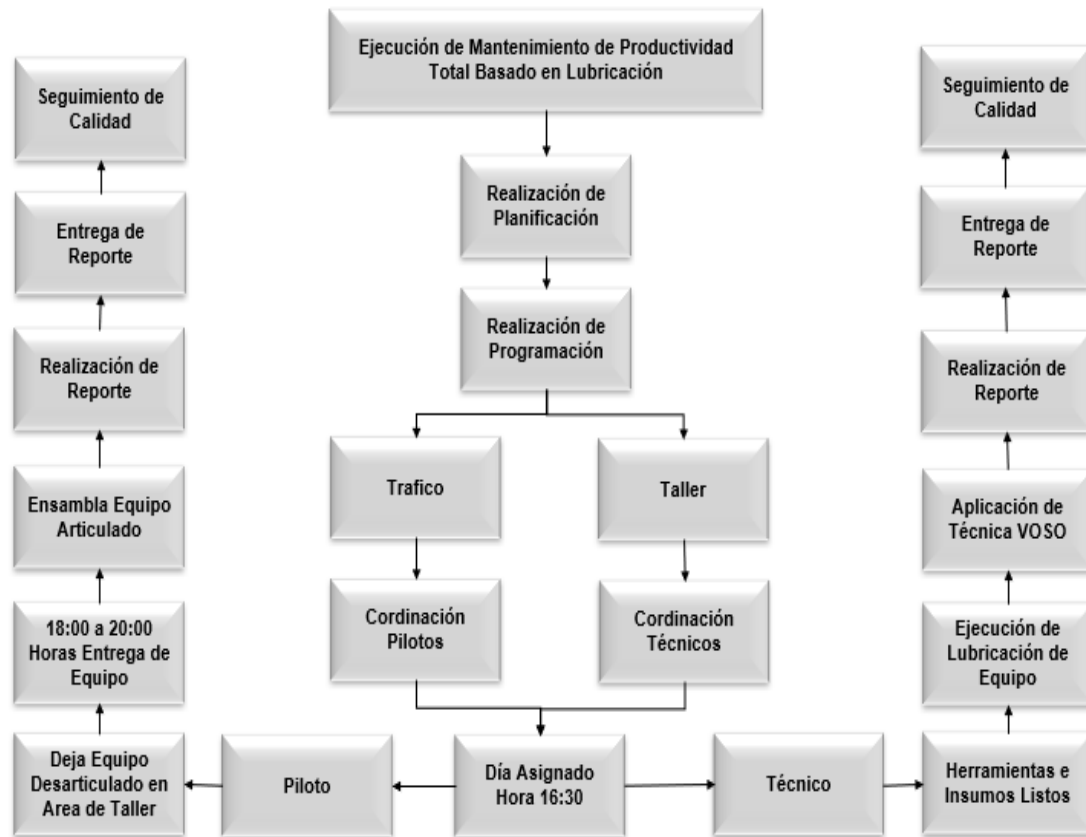 Ejecución de Mantenimiento de Productividad
Total Basado en Lubricación
Realización de
Planificación
Realización de
Programación
Trafico
Taller
Cordinación
Pilotos
Cordinación
Técnicos
Día Asignado
Hora 16:30
Piloto
Deja Equipo
Desarticulado en
Area de Taller
18:00 a 20:00
Horas Entrega de
Equipo
Ensambla Equipo
Articulado
Realización de
Reporte
Entrega de
Reporte
Seguimiento de
Calidad
Técnico
Herramientas e
Insumos Listos
Ejecución de
Lubricación de
Equipo
Aplicación de
Técnica VOSO
Realización de
Reporte
Entrega de
Reporte
Seguimiento de
Calidad